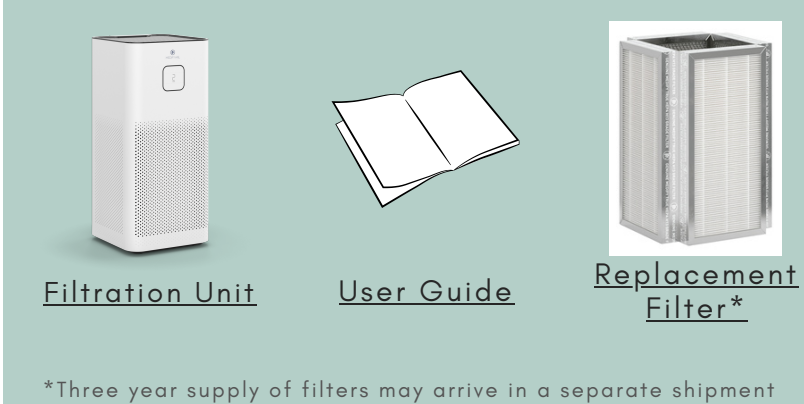 Filtration Unit
User Guide
Replacement
Filter*
*Three year supply of filters may arrive in a separate shipment